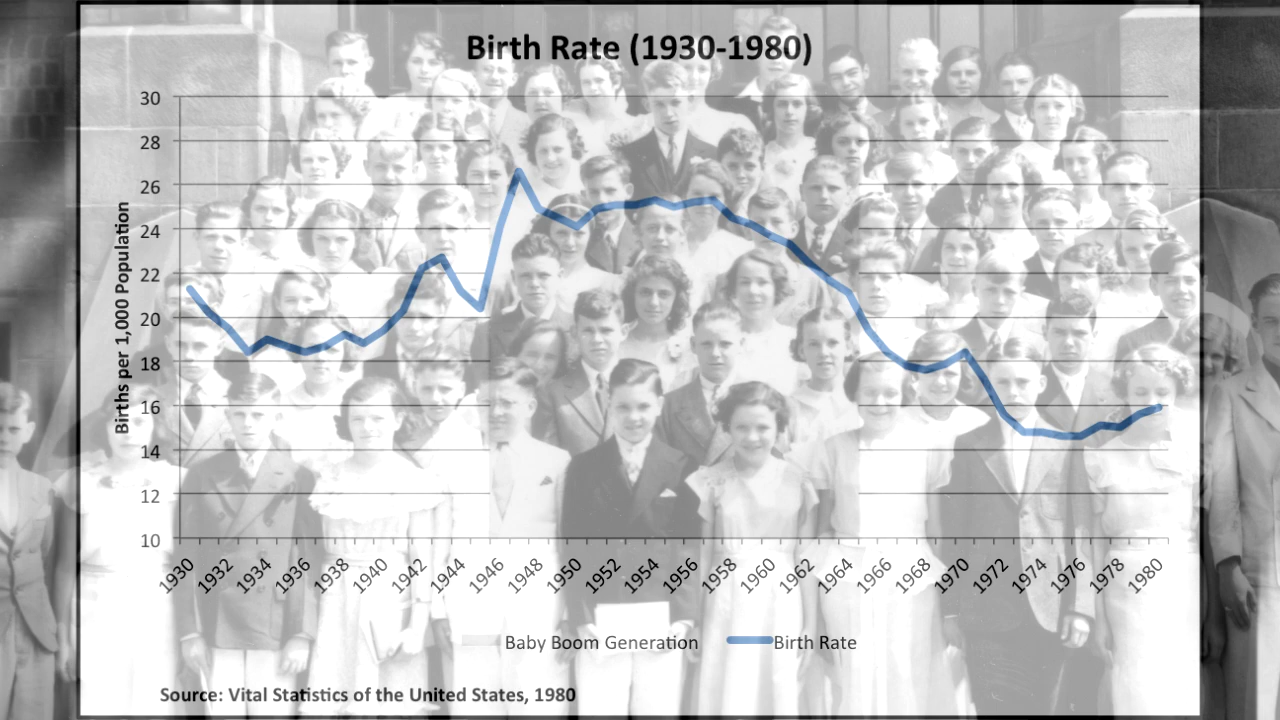 Birth Rate (1930-1980)
Births per 1,000 Population
30
28
26
24
22
20
18
16
14
12
10
1930 1932 1934 1936 1938 1940 1942 1944 1946 1948 1950 1952 1954 1956 1958 1960 1962 1964 1966 1968 1970 1972 1974 1976 1978 1980
Baby Boom Generation Birth Rate
Source: Vital Statistics of the United States, 1980